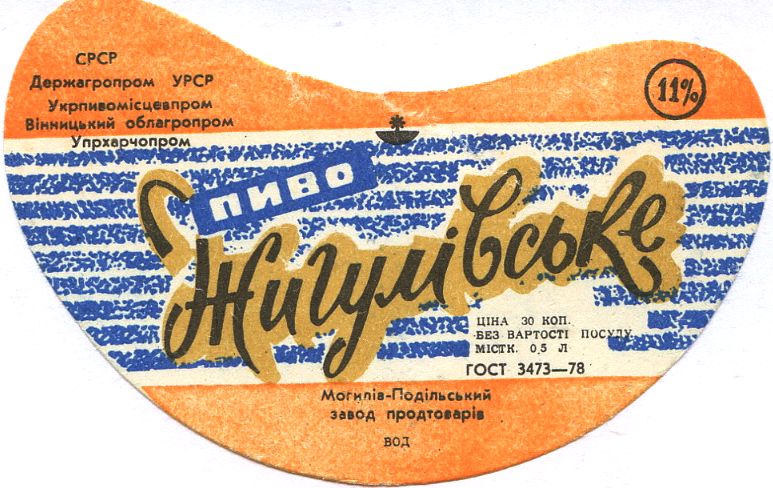 СРСР
Держагропром УРСР
Укрпивомісцевпром
Вінницький облагропром
Упрхарчопром
11%
ПИВО
Жигулівське
ЦІНА 30 КОП.
БЕЗ ВАРТОСТІ ПОСУДУ
МІСТК. 0,5 Л
ГОСТ 3473—78
Могилів-Подільський
завод продтоварів
ВОД